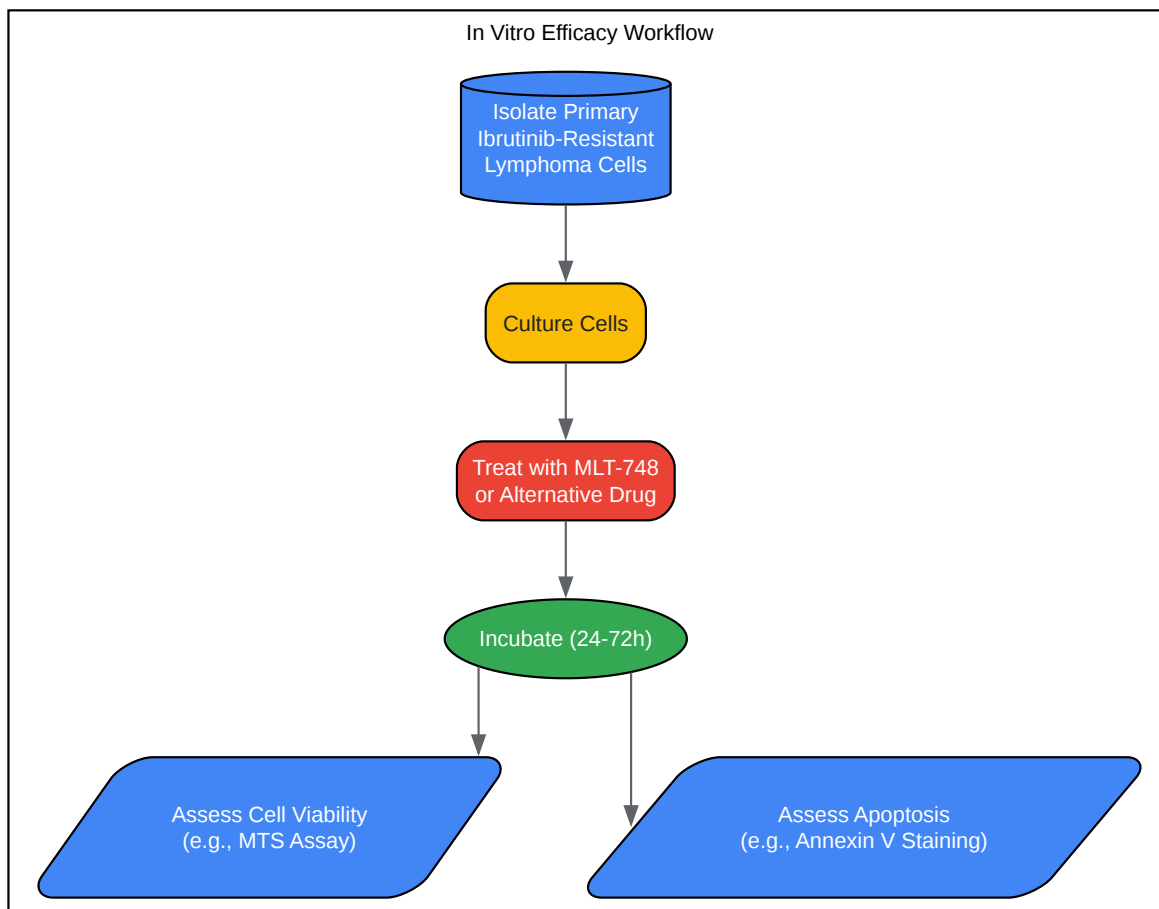 In Vitro Efficacy Workflow
Isolate Primary
Ibrutinib-Resistant
Lymphoma Cells
Culture Cells
Treat with MLT-748
or Alternative Drug
Incubate (24-72h)
Assess Cell Viability
(e.g., MTS Assay)
Assess Apoptosis
(e.g., Annexin V Staining)